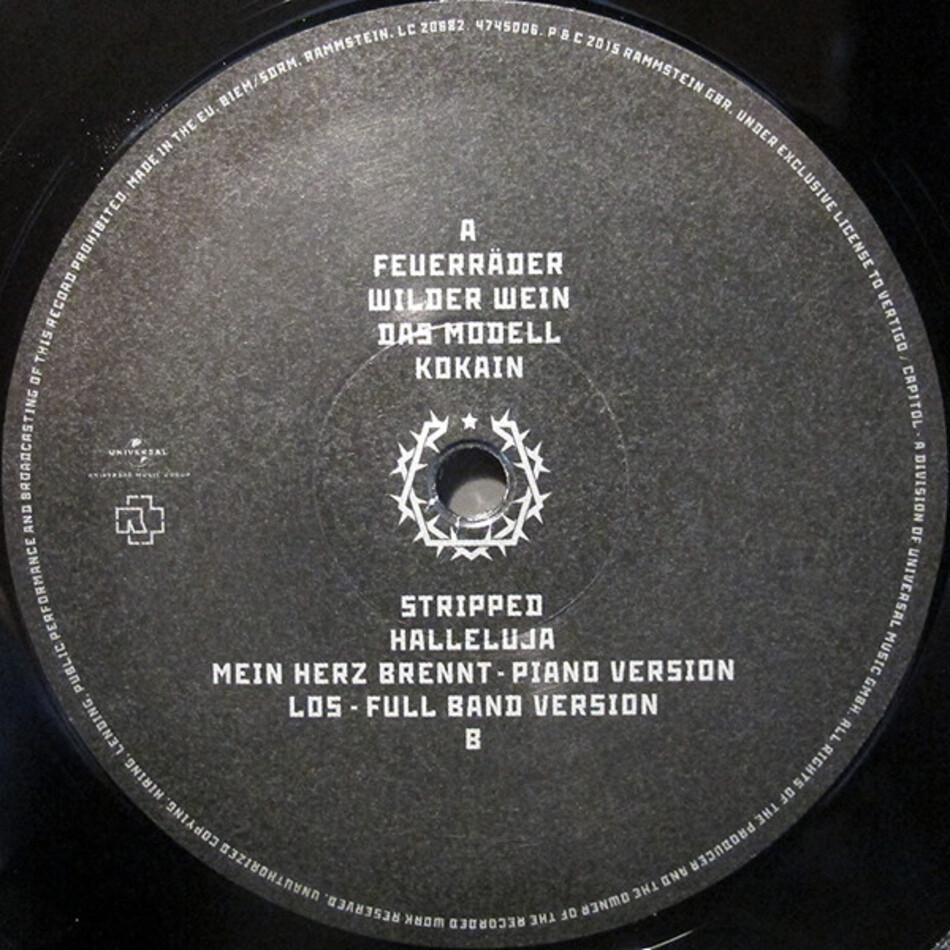 A
FEUERRÄDER
WILDER WEIN
DAS MODELL
KOKAIN
UNIVERSAL
UNIVERSAL MUSIC GROUP
STRIPPED
HALLELUJA
MEIN HERZ BRENNT - PIANO VERSION
LOS - FULL BAND VERSION
B
MADE IN THE EU. BIEM/SDRM. RAMMSTEIN. LC 20682. 4745006. P & C 2015 RAMMSTEIN GBR. UNDER EXCLUSIVE LICENSE TO VERTIGO / CAPITOL - A DIVISION OF UNIVERSAL MUSIC GMBH. ALL RIGHTS OF THE PRODUCER AND THE OWNER OF THE RECORDED WORK RESERVED. UNAUTHORIZED COPYING, HIRING, LENDING, PUBLIC PERFORMANCE AND BROADCASTING OF THIS RECORD PROHIBITED.